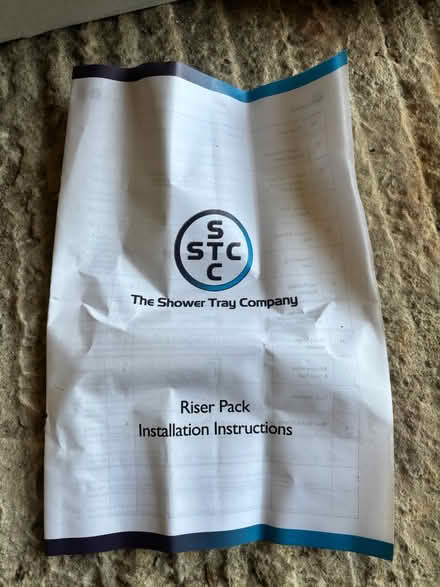 S
STC
C
The Shower Tray Company
Riser Pack
Installation Instructions